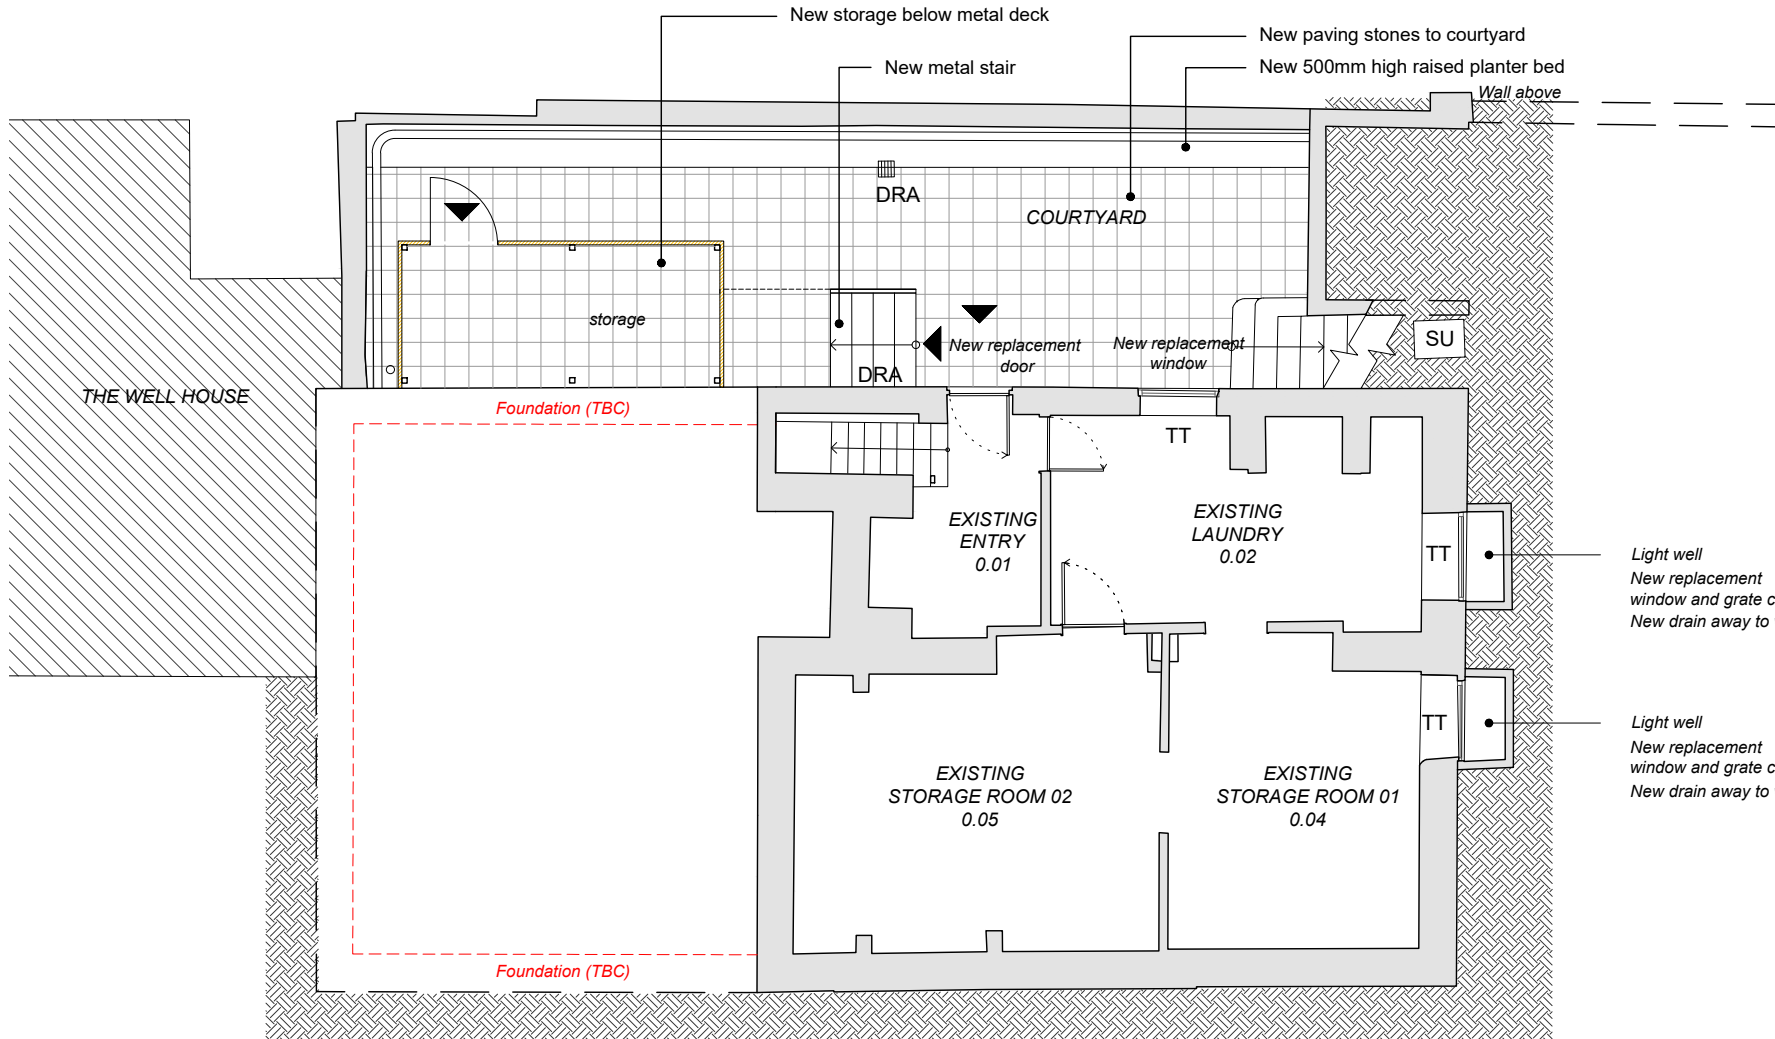 New storage below metal deck
New paving stones to courtyard
New metal stair
New 500mm high raised planter bed
Wall above
DRA
COURTYARD
storage
New replacement
door
New replacement
window
SU
DRA
THE WELL HOUSE
Foundation (TBC)
TT
EXISTING
ENTRY
0.01
EXISTING
LAUNDRY
0.02
TT
Light well
New replacement
window and grate c
New drain away to
TT
Light well
New replacement
window and grate c
New drain away to
EXISTING
STORAGE ROOM 02
0.05
EXISTING
STORAGE ROOM 01
0.04
Foundation (TBC)